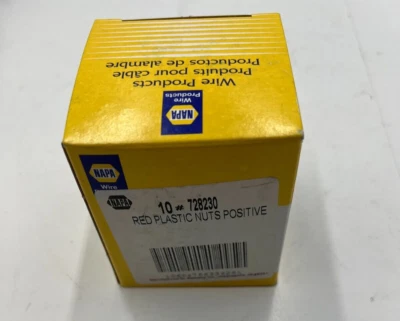 Wire Products
Produits pour câble
Productos de alambre
NAPA
Wire
Products
NAPA
Wire
NAPA
10 728230
RED PLASTIC NUTS POSITIVE